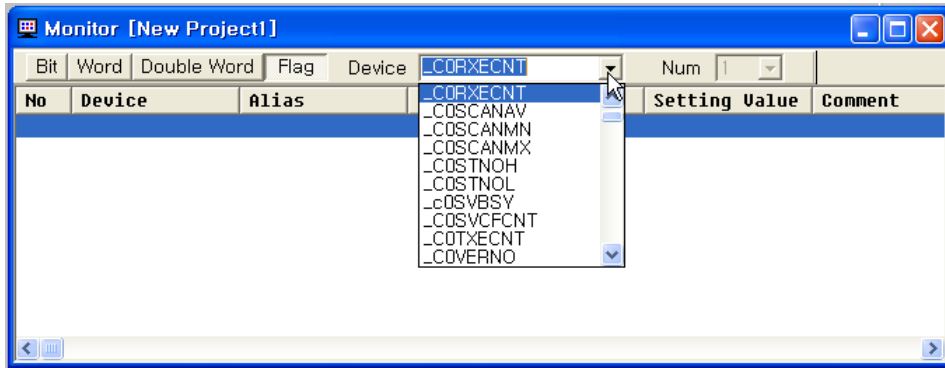 Monitor [New Project1]
Bit Word Double Word Flag Device _C0RXECNT Num 1
No Device Alias Setting Value Comment
_C0RXECNT
_C0SCANAV
_C0SCANMN
_C0SCANMX
_C0STNOH
_C0STNOL
_c0SVBSY
_C0SVCFCNT
_C0TXECNT
_C0VERNO